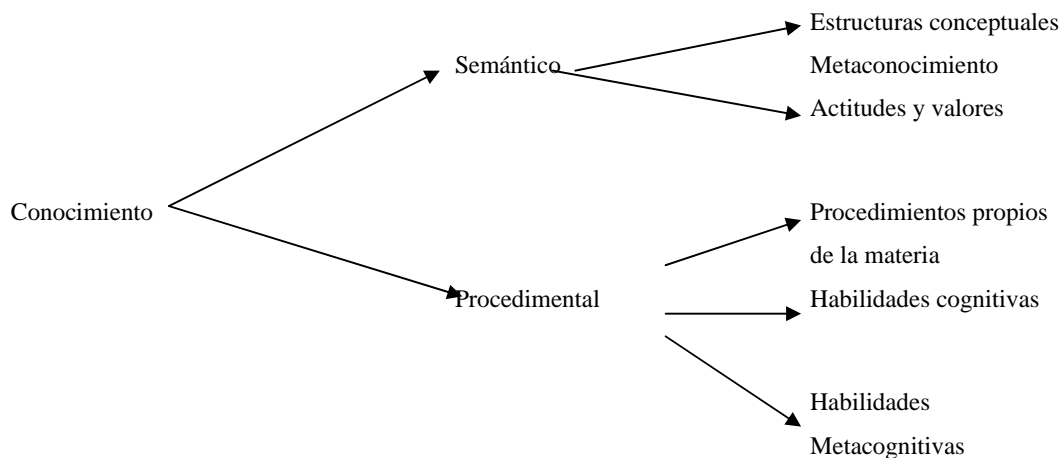 Estructuras conceptuales
Semántico
Metaconocimiento
Actitudes y valores
Conocimiento
Procedimientos propios
de la materia
Procedimental
Habilidades cognitivas
Habilidades
Metacognitivas